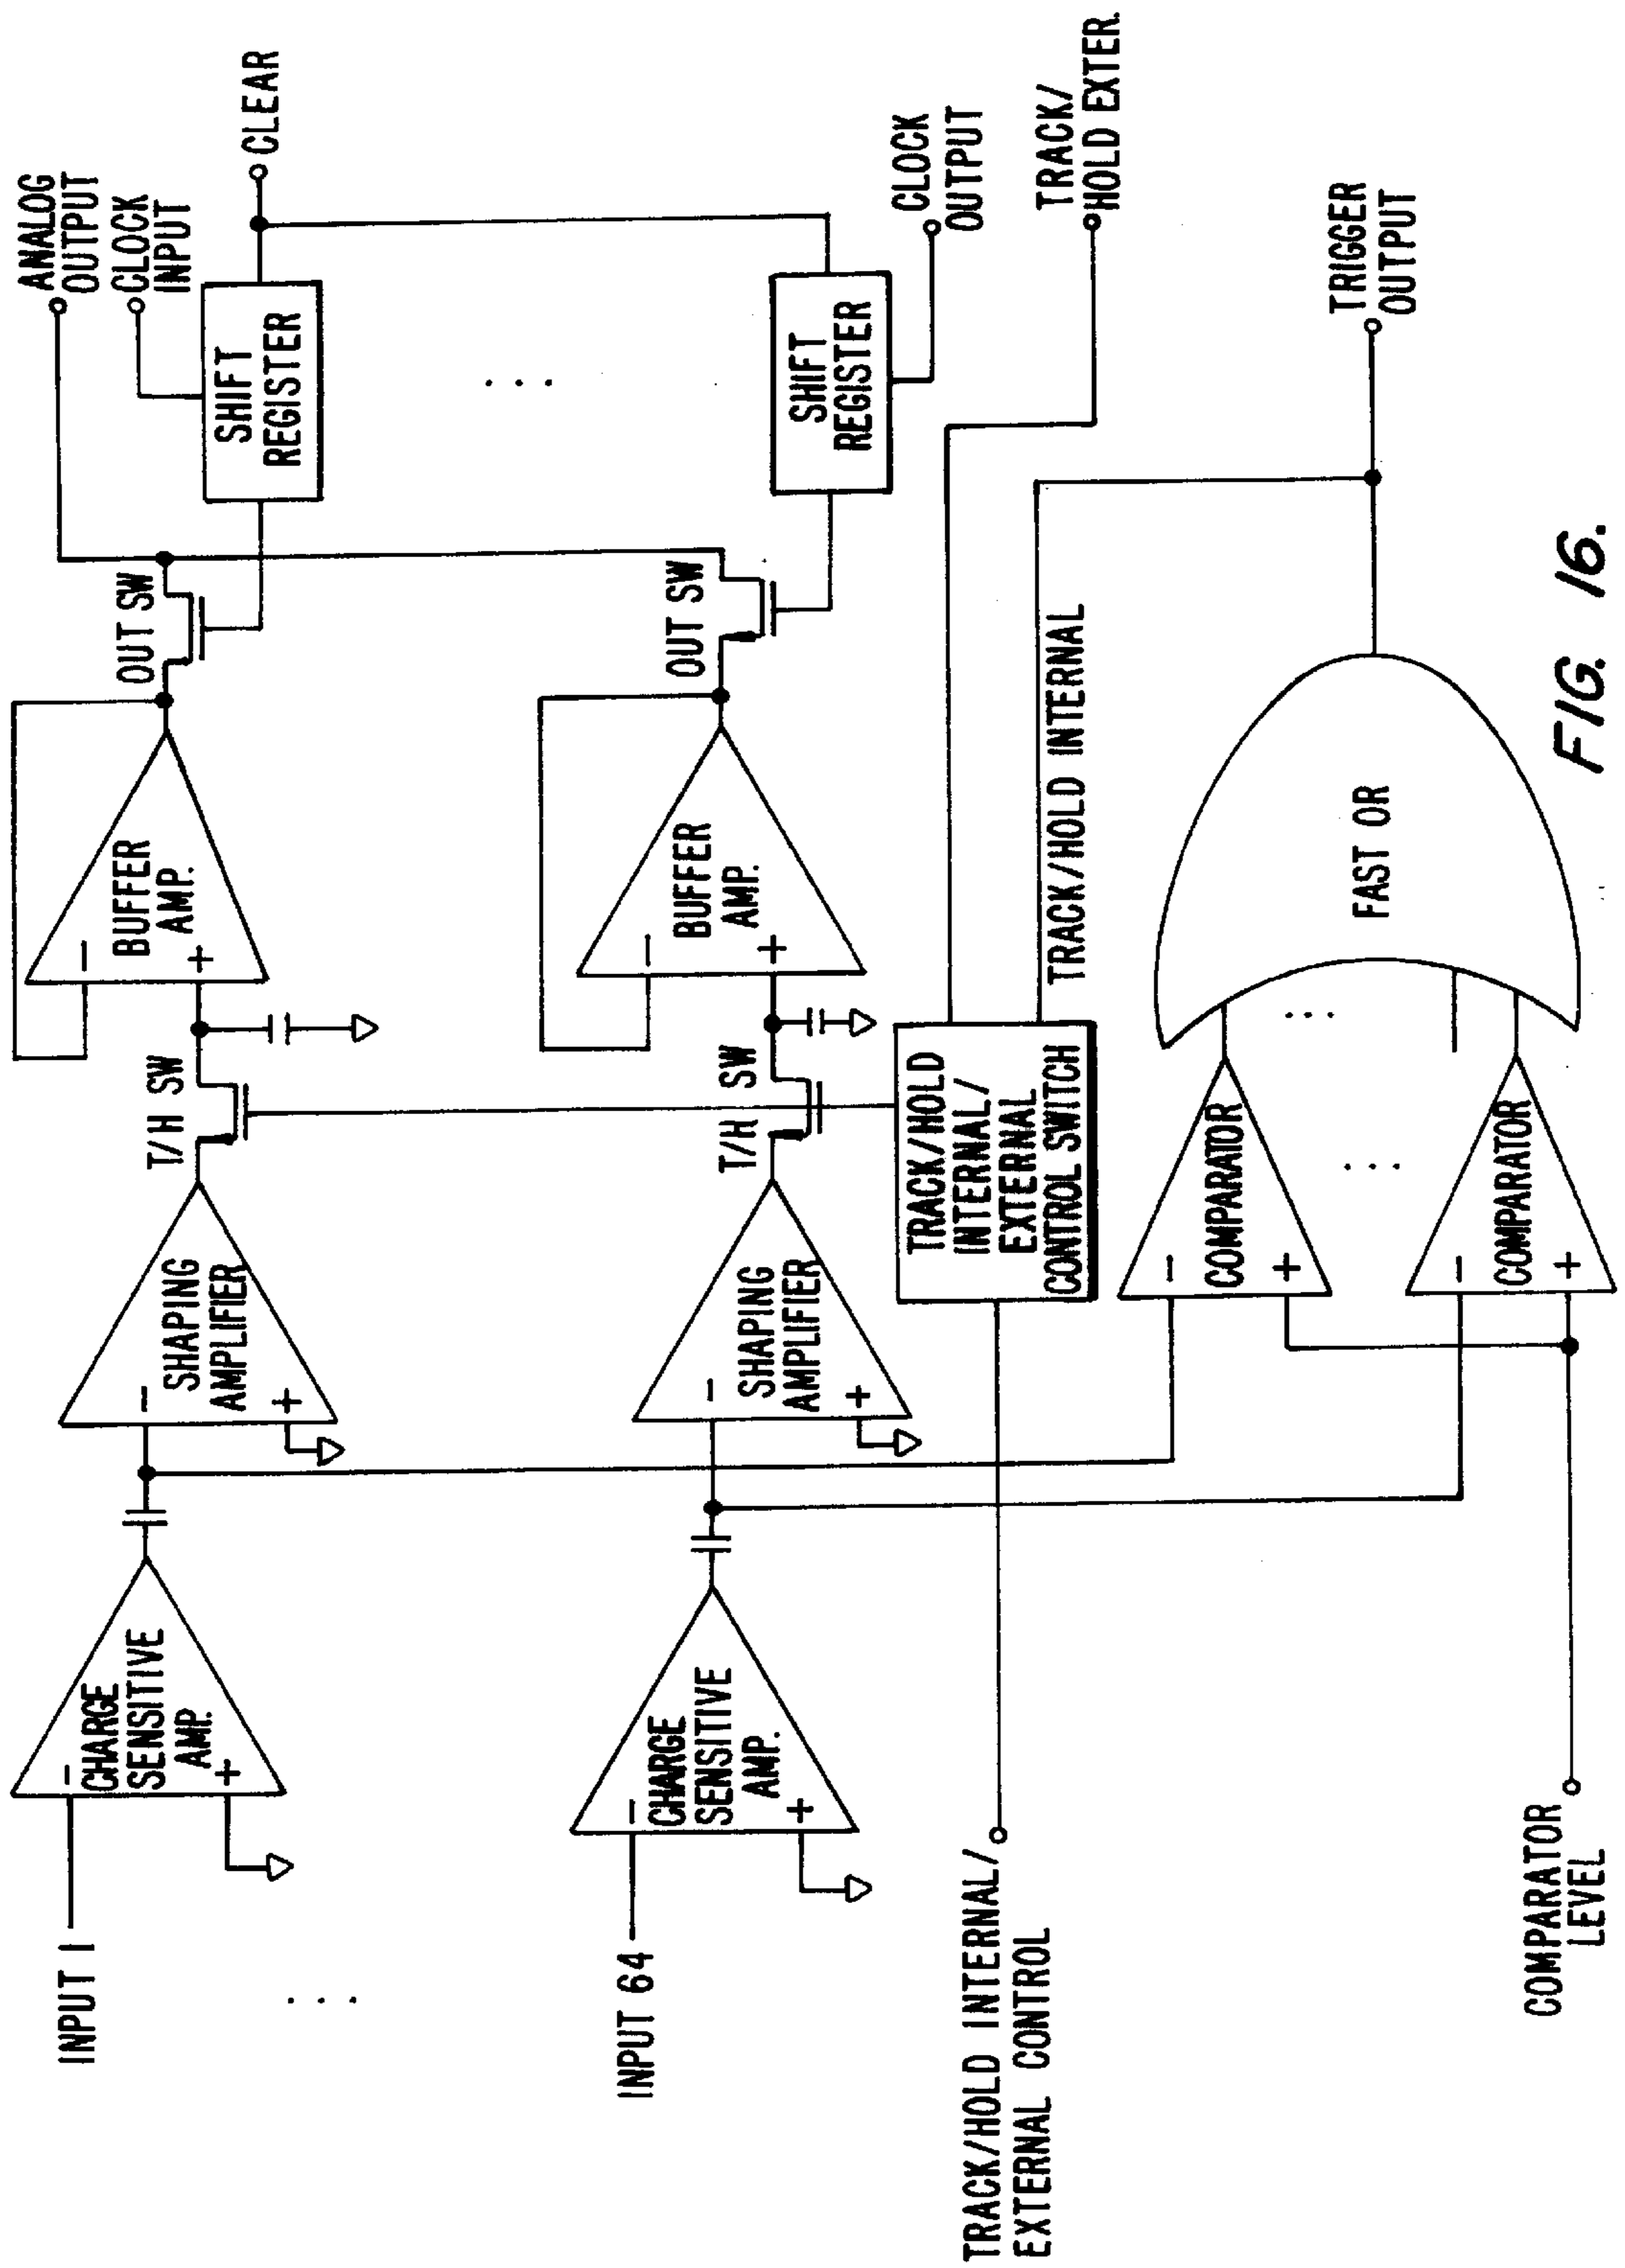 ANALOG
OUTPUT
CLOCK
INPUT
CLEAR
SHIFT
REGISTER
OUT SW
BUFFER
AMP.
-
+
T/H SW
SHAPING
AMPLIFIER
-
+
CHARGE
SENSITIVE
AMP.
-
+
INPUT 1
. . .
. . .
CLOCK
OUTPUT
SHIFT
REGISTER
OUT SW
BUFFER
AMP.
-
+
T/H SW
SHAPING
AMPLIFIER
-
+
CHARGE
SENSITIVE
AMP.
-
+
INPUT 64
TRACK/
HOLD EXTER.
TRACK/HOLD INTERNAL
TRACK/HOLD
INTERNAL/
EXTERNAL
CONTROL SWITCH
TRACK/HOLD INTERNAL/
EXTERNAL CONTROL
TRIGGER
OUTPUT
FAST OR
. . .
-
COMPARATOR
+
. . .
-
COMPARATOR
+
COMPARATOR
LEVEL
FIG. 16.